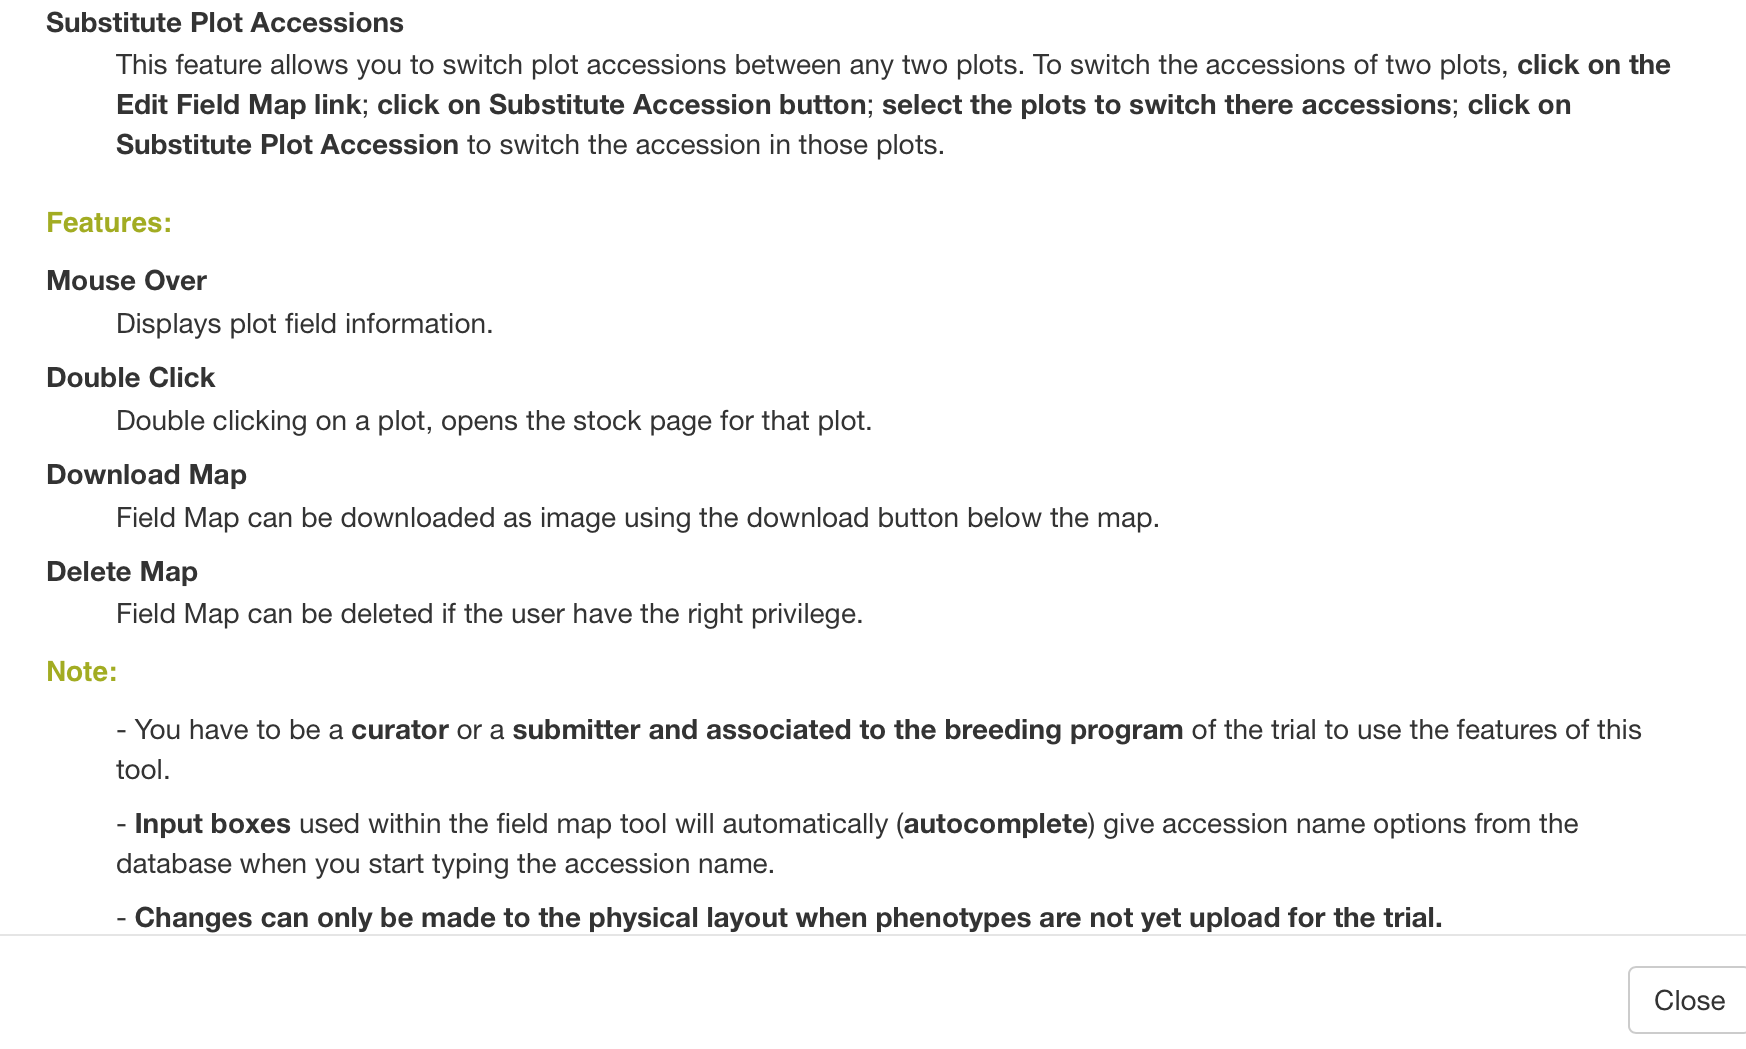 Substitute Plot Accessions
This feature allows you to switch plot accessions between any two plots. To switch the accessions of two plots, click on the
Edit Field Map link; click on Substitute Accession button; select the plots to switch there accessions; click on
Substitute Plot Accession to switch the accession in those plots.
Features:
Mouse Over
Displays plot field information.
Double Click
Double clicking on a plot, opens the stock page for that plot.
Download Map
Field Map can be downloaded as image using the download button below the map.
Delete Map
Field Map can be deleted if the user have the right privilege.
Note:
- You have to be a curator or a submitter and associated to the breeding program of the trial to use the features of this
tool.
- Input boxes used within the field map tool will automatically (autocomplete) give accession name options from the
database when you start typing the accession name.
- Changes can only be made to the physical layout when phenotypes are not yet upload for the trial.
Close